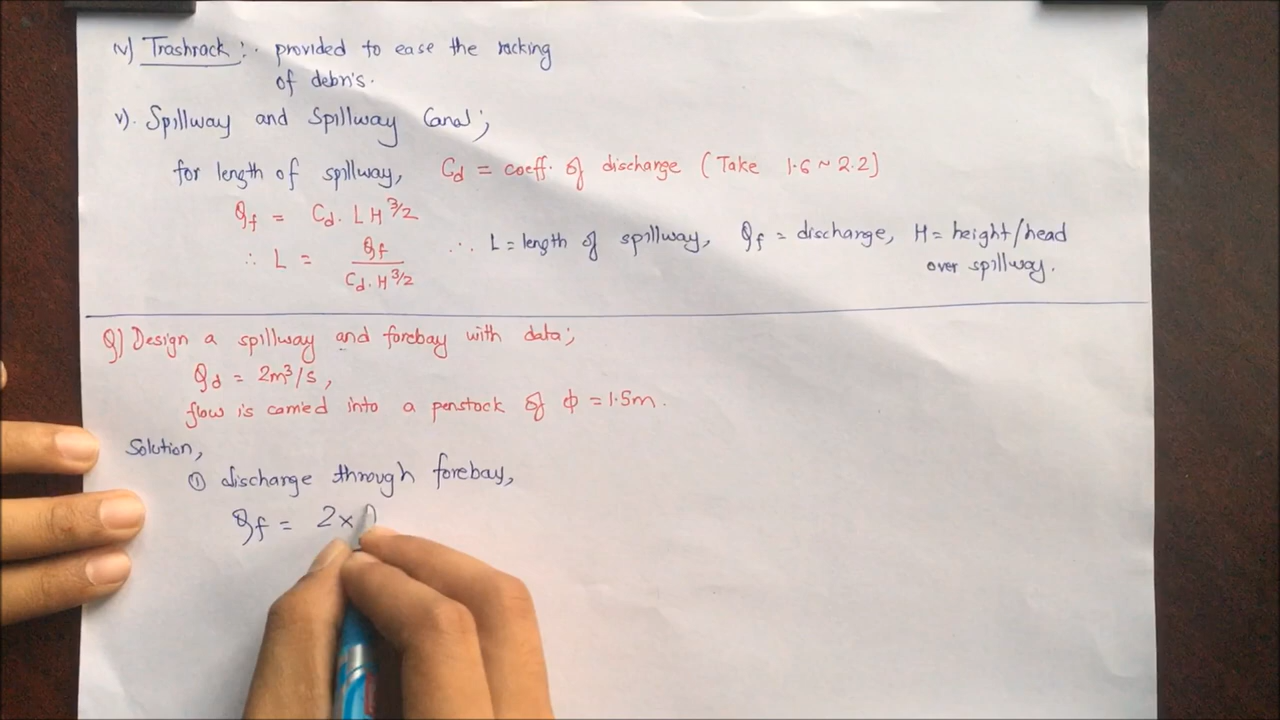 iv) Trashrack :- provided to ease the racking
of debris.
v). Spillway and Spillway Canal;
for length of spillway, Cd = coeff. of discharge (Take 1.6 ~ 2.2)
Qf = Cd. L H^3/2
∴ L = Qf / Cd. H^3/2 ... L = length of spillway, Qf = discharge, H = height/head
over spillway.
Q) Design a spillway and forebay with data;
Qd = 2m³/s,
flow is carried into a penstock of φ = 1.5m.
Solution,
① discharge through forebay,
Qf = 2×